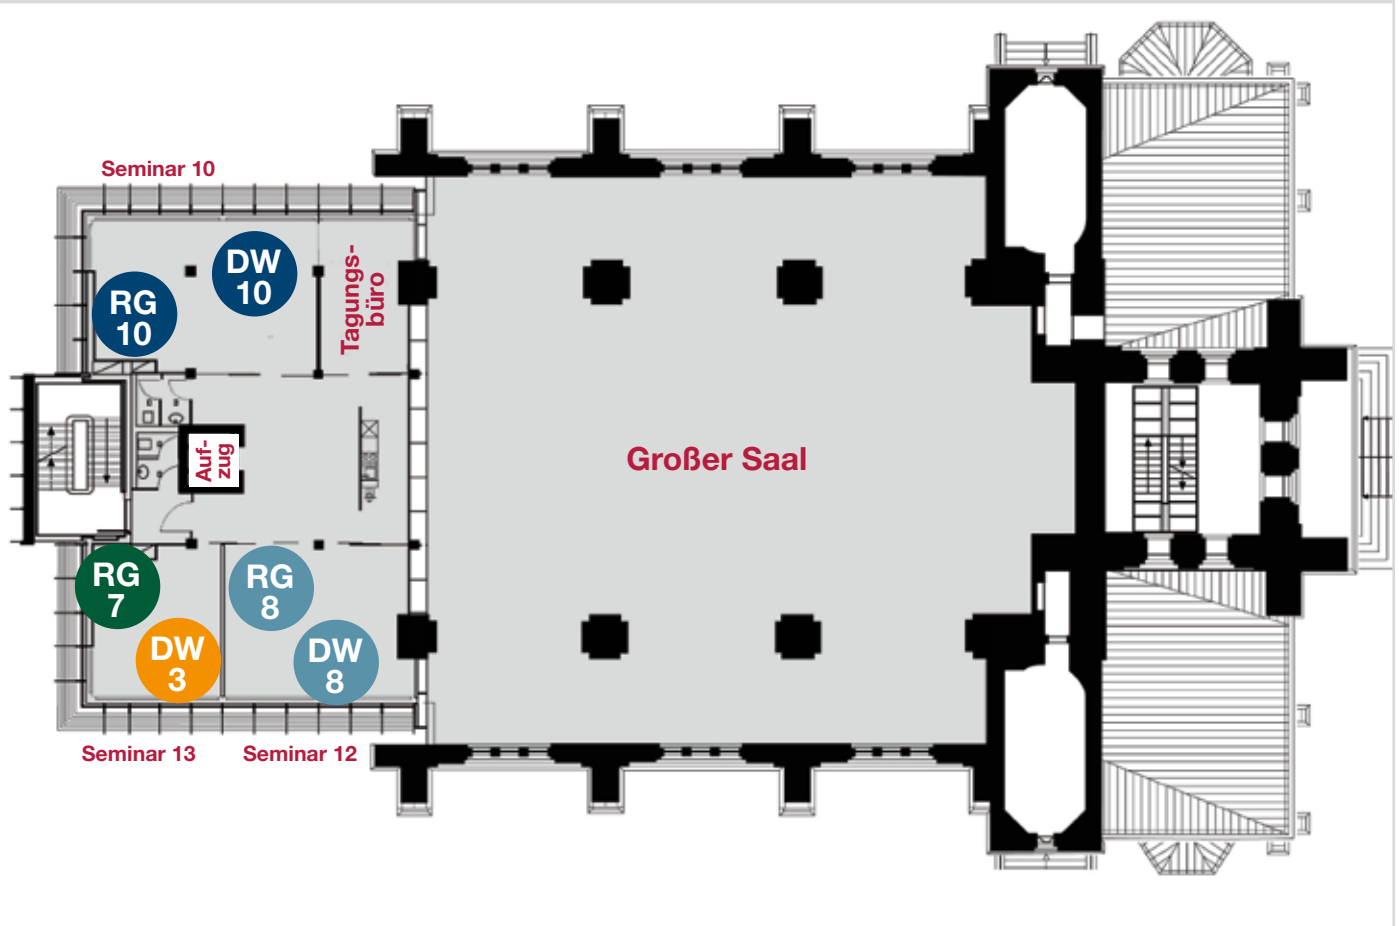 Seminar 10
DW
10
RG
10
Tagungs-
büro
Auf-
zug
Großer Saal
RG
7
RG
8
DW
3
DW
8
Seminar 13
Seminar 12